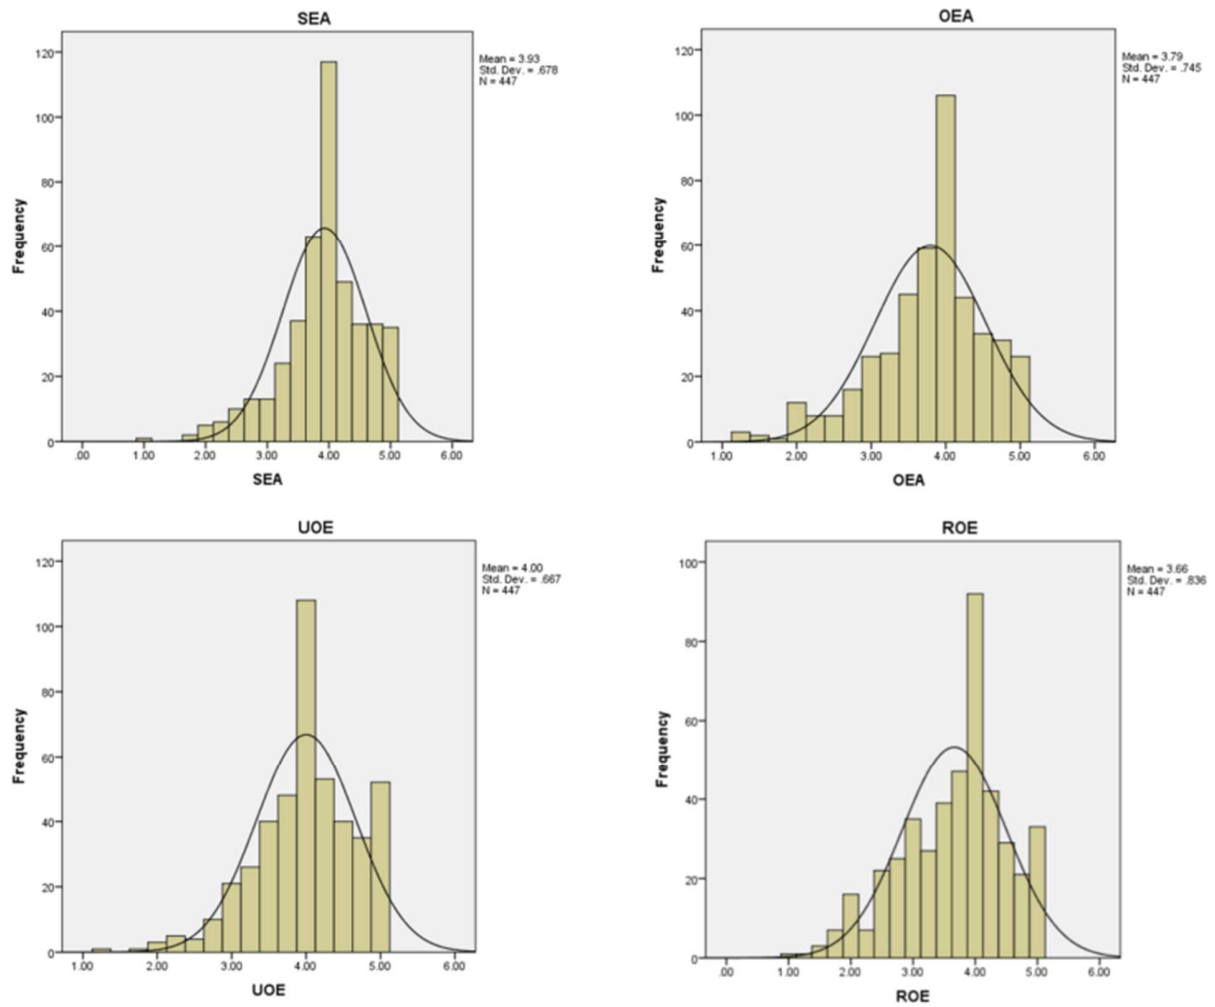 SEA
Mean = 3.93
Std. Dev. = .678
N = 447
Frequency
120
100
80
60
40
20
0
.00 1.00 2.00 3.00 4.00 5.00 6.00
SEA
OEA
Mean = 3.79
Std. Dev. = .745
N = 447
Frequency
120
100
80
60
40
20
0
1.00 2.00 3.00 4.00 5.00 6.00
OEA
UOE
Mean = 4.00
Std. Dev. = .667
N = 447
Frequency
120
100
80
60
40
20
0
1.00 2.00 3.00 4.00 5.00 6.00
UOE
ROE
Mean = 3.66
Std. Dev. = .836
N = 447
Frequency
100
80
60
40
20
0
.00 1.00 2.00 3.00 4.00 5.00 6.00
ROE